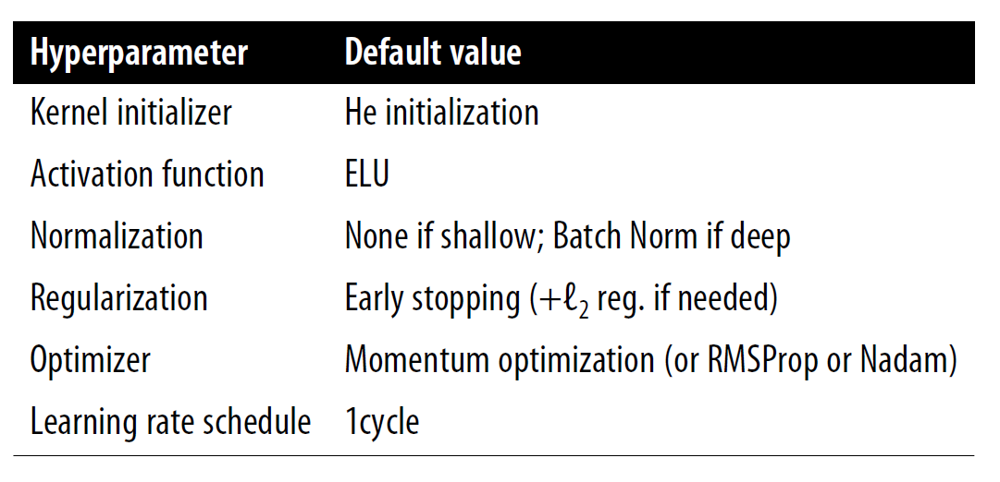 Hyperparameter Default value
Kernel initializer He initialization
Activation function ELU
Normalization None if shallow; Batch Norm if deep
Regularization Early stopping (+ℓ₂ reg. if needed)
Optimizer Momentum optimization (or RMSProp or Nadam)
Learning rate schedule 1cycle